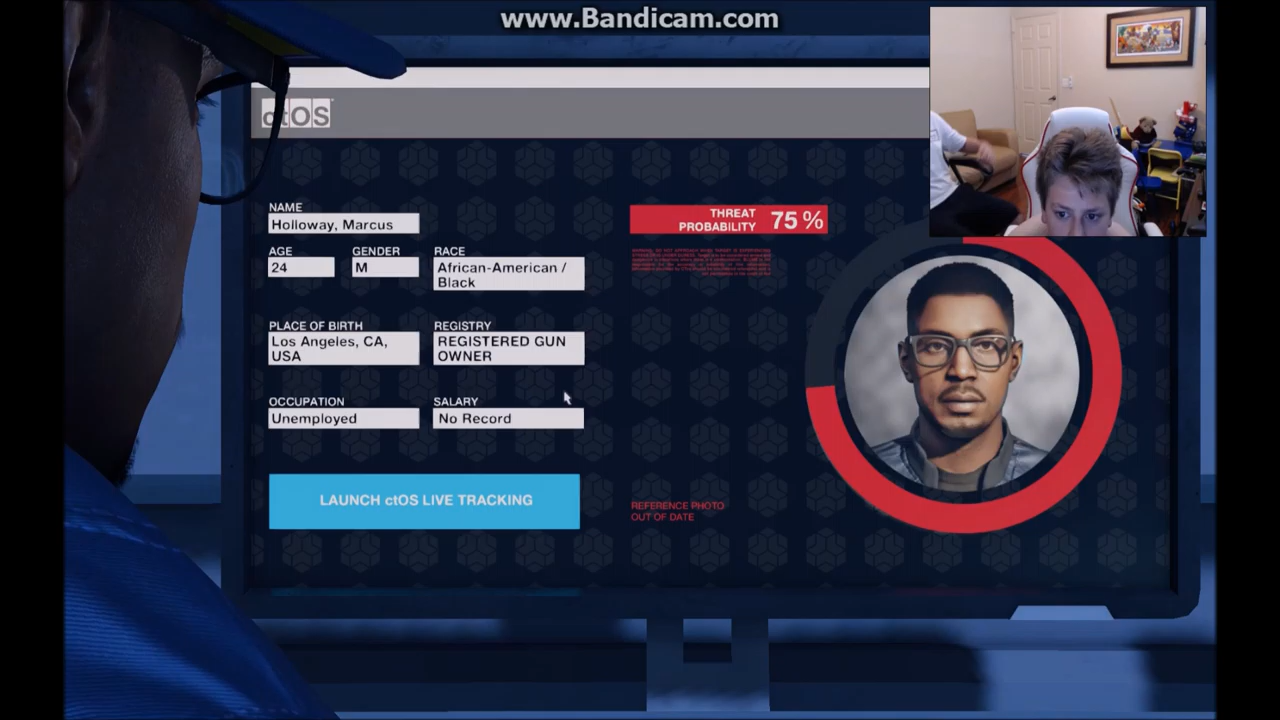 www.Bandicam.com
ctOS
NAME
Holloway, Marcus
THREAT
PROBABILITY 75 %
AGE
GENDER
RACE
24
M
African-American /
Black
PLACE OF BIRTH
REGISTRY
Los Angeles, CA,
USA
REGISTERED GUN
OWNER
OCCUPATION
SALARY
Unemployed
No Record
LAUNCH ctOS LIVE TRACKING
REFERENCE PHOTO
OUT OF DATE